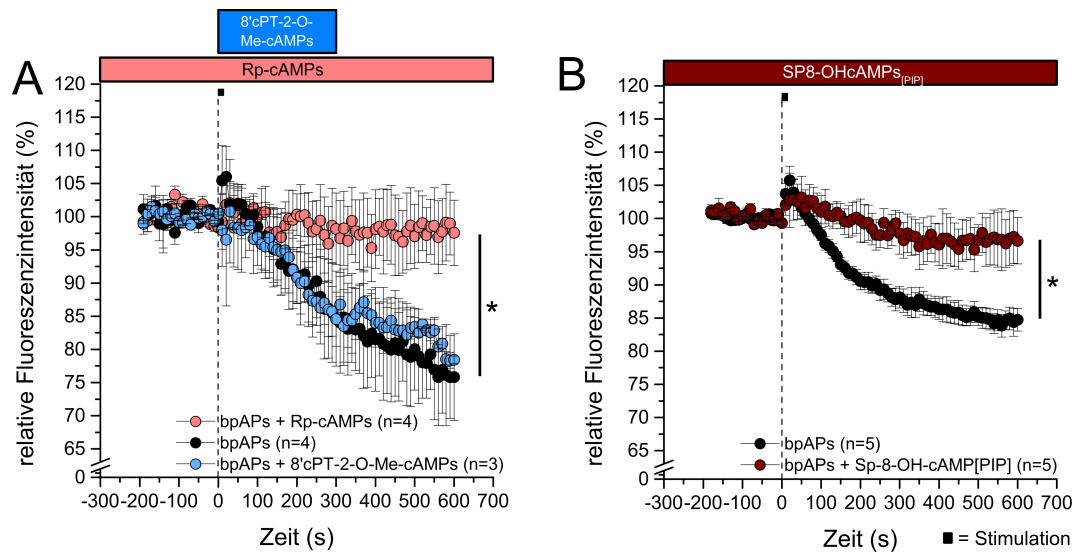 8'cPT-2-O-
Me-cAMPs
Rp-cAMPs
A
relative Fluoreszenzintensität (%)
120
115
110
105
100
95
90
85
80
75
70
65
0
*
bpAPs + Rp-cAMPs (n=4)
bpAPs (n=4)
bpAPs + 8'cPT-2-O-Me-cAMPs (n=3)
-300 -200 -100 0 100 200 300 400 500 600 700
Zeit (s)
SP8-OHcAMPs[PIP]
B
relative Fluoreszenzintensität (%)
120
115
110
105
100
95
90
85
80
75
70
65
0
*
bpAPs (n=5)
bpAPs + Sp-8-OH-cAMP[PIP] (n=5)
-300 -200 -100 0 100 200 300 400 500 600 700
Zeit (s)
= Stimulation